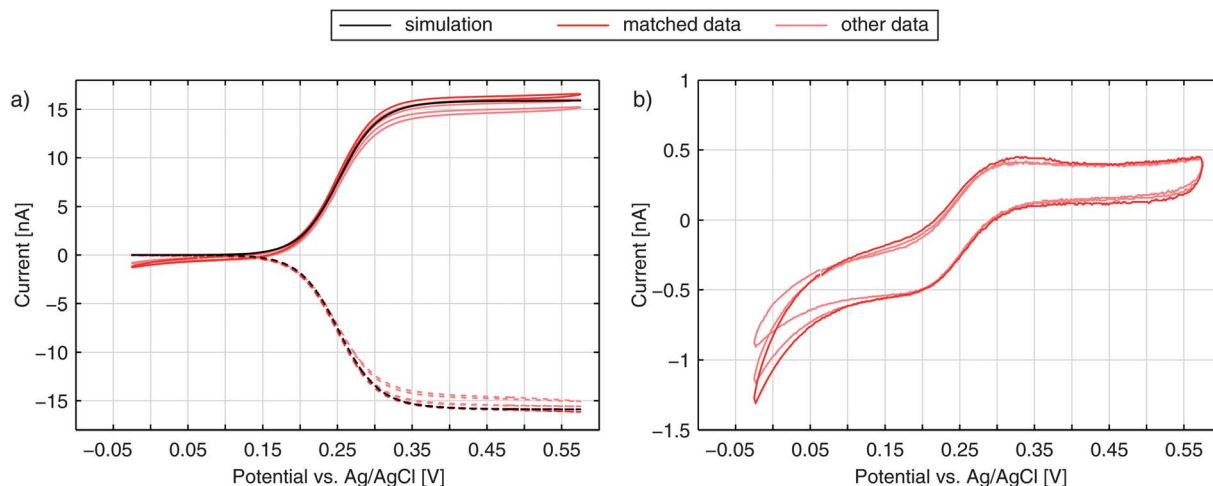 simulation matched data other data
a)
Current [nA]
15
10
5
0
−5
−10
−15
−0.05 0.05 0.15 0.25 0.35 0.45 0.55
Potential vs. Ag/AgCl [V]
b)
Current [nA]
1
0.5
0
−0.5
−1
−1.5
−0.05 0.05 0.15 0.25 0.35 0.45 0.55
Potential vs. Ag/AgCl [V]